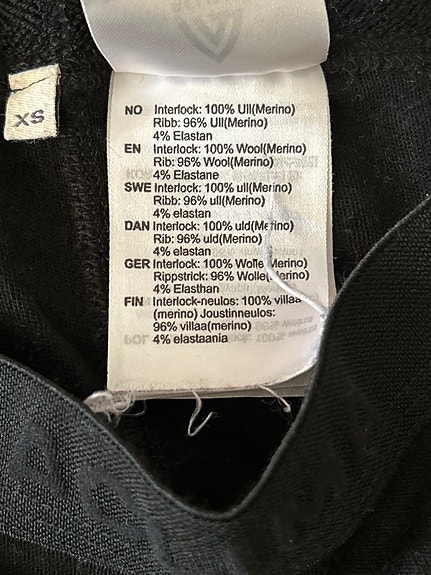 XS
NO Interlock: 100% Ull(Merino)
Ribb: 96% Ull(Merino)
4% Elastan
EN Interlock: 100% Wool(Merino)
Rib: 96% Wool(Merino)
4% Elastane
SWE Interlock: 100% ull(merino)
Ribb: 96% ull(merino)
4% elastan
DAN Interlock: 100% uld(Merino)
Rib: 96% uld(Merino)
4% elastan
GER Interlock: 100% Wolle(Merino)
Rippstrick: 96% Wolle(Merino)
4% Elasthan
FIN Interlock-neulos: 100% villaa
(merino) Joustinneulos:
96% villaa(merino)
4% elastaania